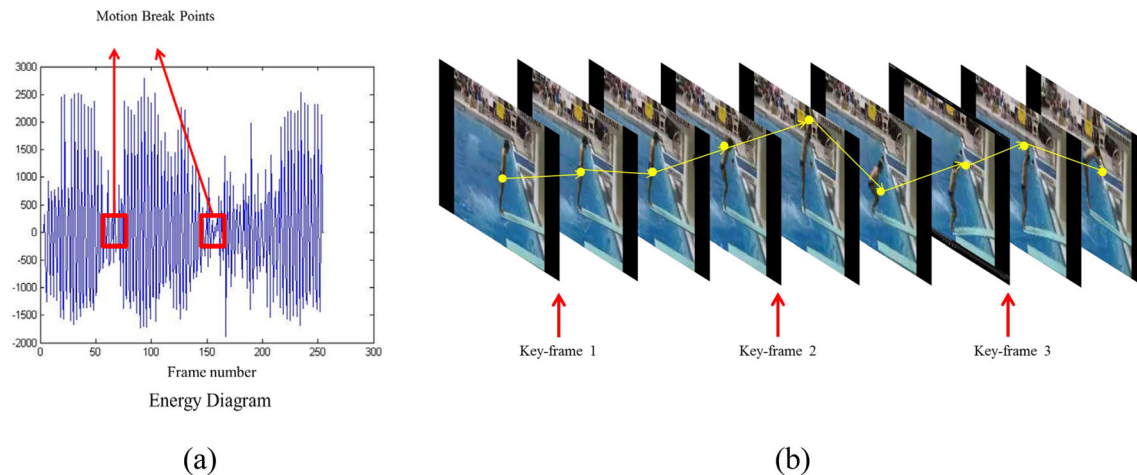 Motion Break Points
3000
2500
2000
1500
1000
500
0
-500
-1000
-1500
-2000
0 50 100 150 200 250 300
Frame number
Energy Diagram
(a)
Key-frame 1 Key-frame 2 Key-frame 3
(b)